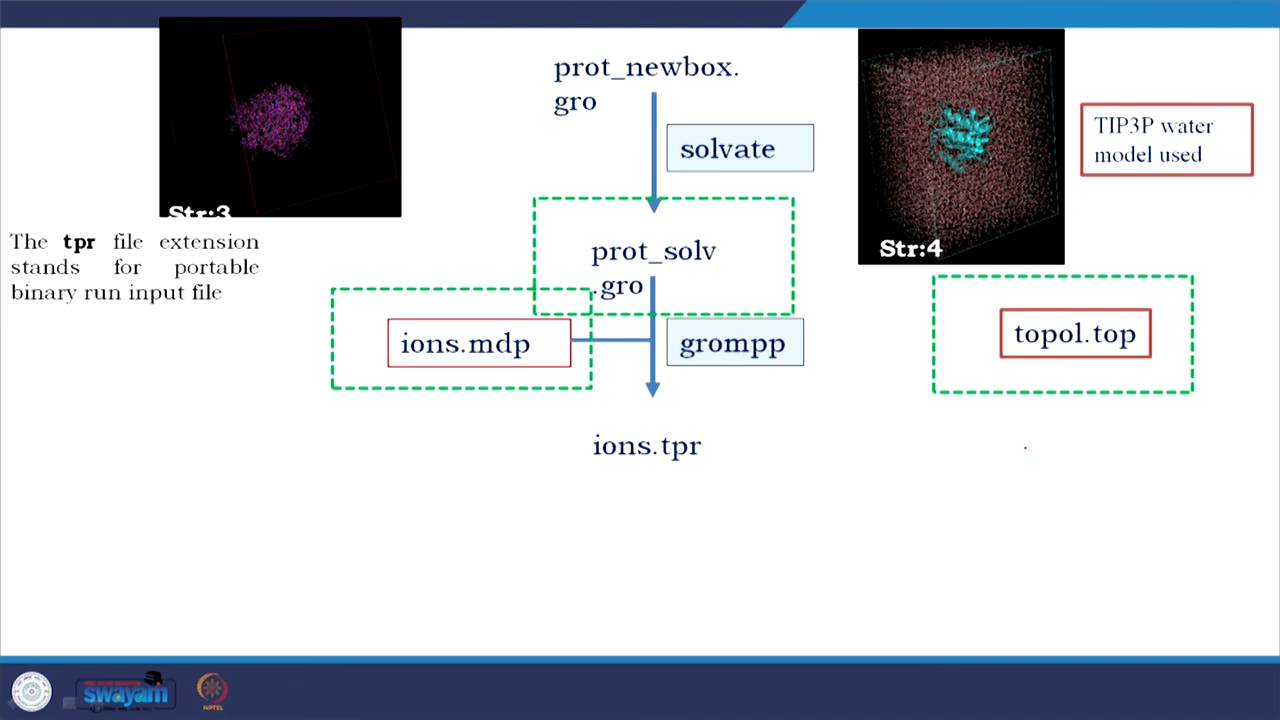 prot_newbox.
gro
solvate
TIP3P water
model used
Str:3
Str:4
The tpr file extension
stands for portable
binary run input file
prot_solv
.gro
ions.mdp
grompp
topol.top
ions.tpr
swayam
NPTEL